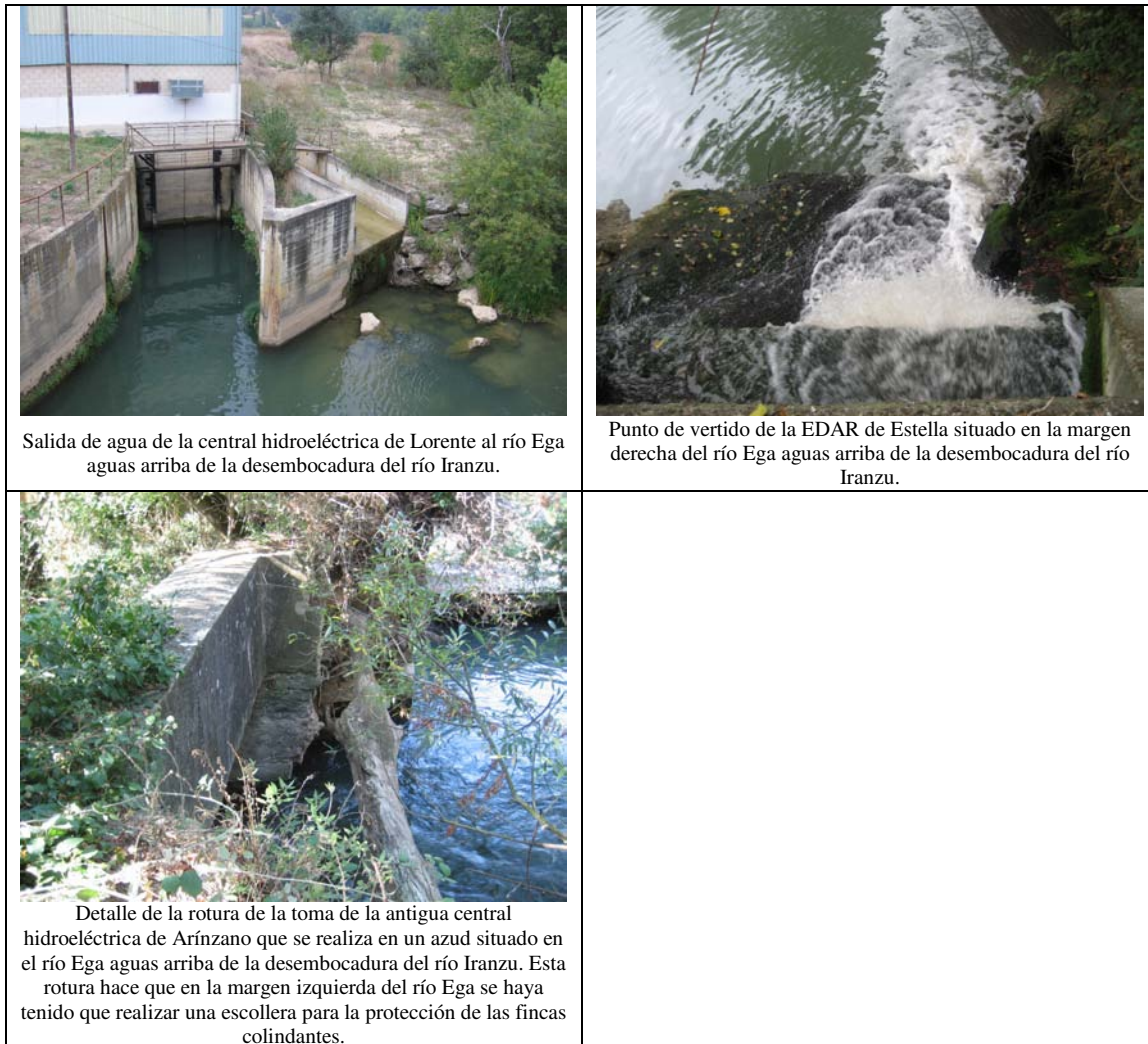 Salida de agua de la central hidroeléctrica de Lorente al río Ega
aguas arriba de la desembocadura del río Iranzu.
Punto de vertido de la EDAR de Estella situado en la margen
derecha del río Ega aguas arriba de la desembocadura del río
Iranzu.
Detalle de la rotura de la toma de la antigua central
hidroeléctrica de Arínzano que se realiza en un azud situado en
el río Ega aguas arriba de la desembocadura del río Iranzu. Esta
rotura hace que en la margen izquierda del río Ega se haya
tenido que realizar una escollera para la protección de las fincas
colindantes.